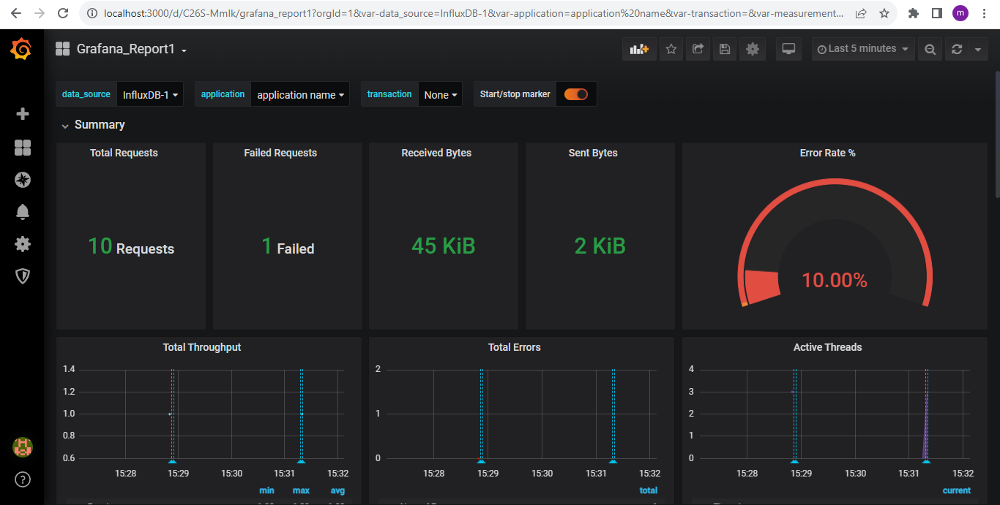 localhost:3000/d/C26S-Mmlk/grafana_report1?orgId=1&var-data_source=InfluxDB-1&var-application=application%20name&var-transaction=&var-measurement...
m
Grafana_Report1
Last 5 minutes
data_source InfluxDB-1 application application name transaction None Start/stop marker
Summary
Total Requests
10 Requests
Failed Requests
1 Failed
Received Bytes
45 KiB
Sent Bytes
2 KiB
Error Rate %
10.00%
Total Throughput
1.4
1.2
1.0
0.8
0.6
15:28 15:29 15:30 15:31 15:32
min max avg
Total Errors
2
1
0
15:28 15:29 15:30 15:31 15:32
total
Active Threads
4
3
2
1
0
15:28 15:29 15:30 15:31 15:32
current